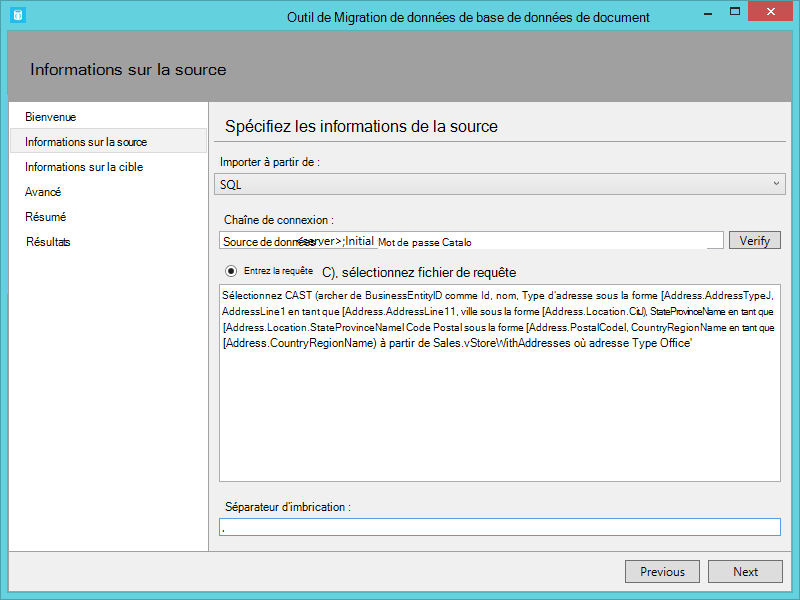 Outil de Migration de données de base de données de document
Informations sur la source
Bienvenue
Informations sur la source
Informations sur la cible
Avancé
Résumé
Résultats
Spécifiez les informations de la source
Importer à partir de :
SQL
Chaîne de connexion :
Source de données <server>;Initial Mot de passe Catalo
Verify
Entrez la requête C), sélectionnez fichier de requête
Sélectionnez CAST (archer de BusinessEntityID comme Id, nom, Type d'adresse sous la forme [Address.AddressTypeJ,
AddressLine1 en tant que [Address.AddressLine11, ville sous la forme [Address.Location.CitJ), StateProvinceName en tant que
[Address.Location.StateProvinceNamel Code Postal sous la forme [Address.PostalCodel, CountryRegionName en tant que
[Address.CountryRegionName) à partir de Sales.vStoreWithAddresses où adresse Type Office'
Séparateur d'imbrication :
.
Previous
Next